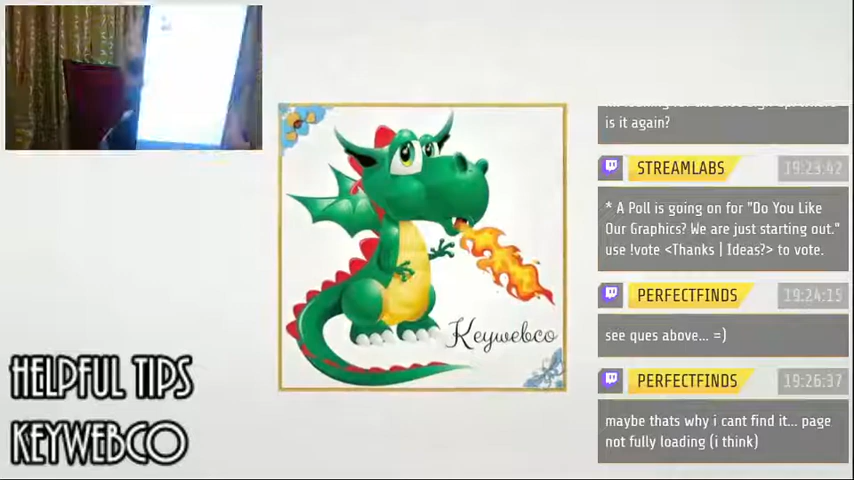 is it again?
STREAMLABS 19:23:42
* A Poll is going on for "Do You Like
Our Graphics? We are just starting out."
use !vote <Thanks | Ideas?> to vote.
PERFECTFINDS 19:24:15
see ques above... =)
PERFECTFINDS 19:26:37
maybe thats why i cant find it... page
not fully loading (i think)
Keywebco
HELPFUL TIPS
KEYWEBCO